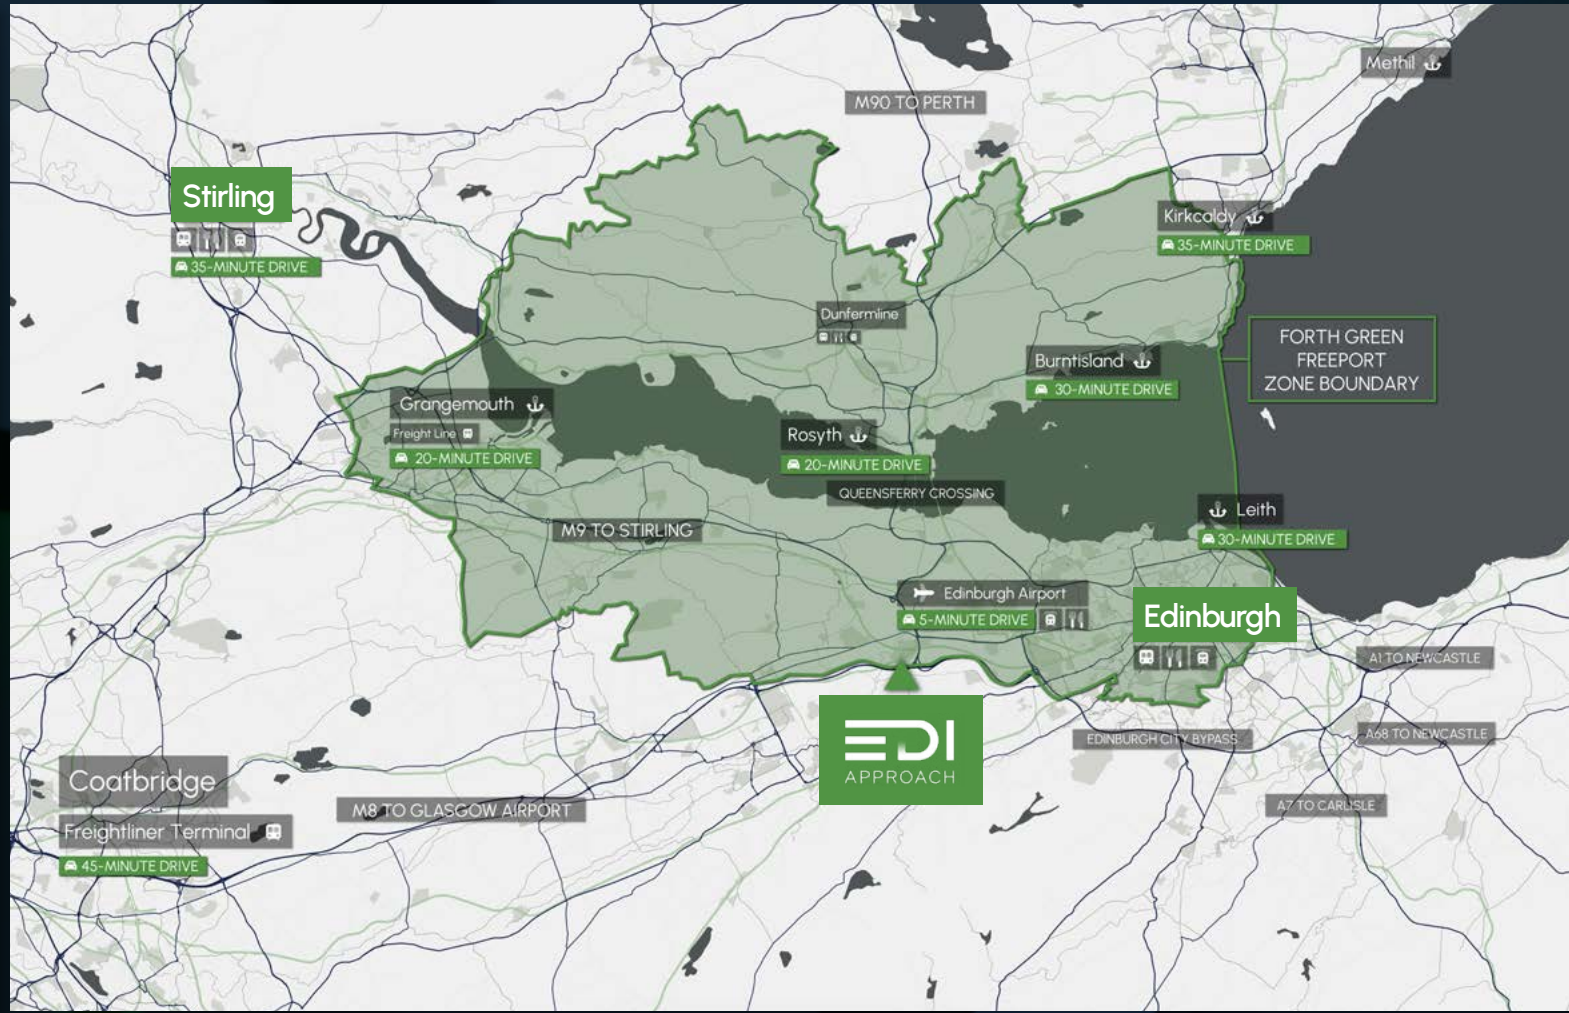 Methil
M90 TO PERTH
Stirling
35-MINUTE DRIVE
Kirkcaldy
35-MINUTE DRIVE
Dunfermline
FORTH GREEN
FREEPORT
ZONE BOUNDARY
Burntisland
30-MINUTE DRIVE
Grangemouth
Freight Line
20-MINUTE DRIVE
Rosyth
20-MINUTE DRIVE
QUEENSFERRY CROSSING
Leith
30-MINUTE DRIVE
M9 TO STIRLING
Edinburgh Airport
5-MINUTE DRIVE
Edinburgh
A1 TO NEWCASTLE
EDI
APPROACH
EDINBURGH CITY BYPASS
A68 TO NEWCASTLE
Coatbridge
Freightliner Terminal
45-MINUTE DRIVE
M8 TO GLASGOW AIRPORT
A7 TO CARLISLE